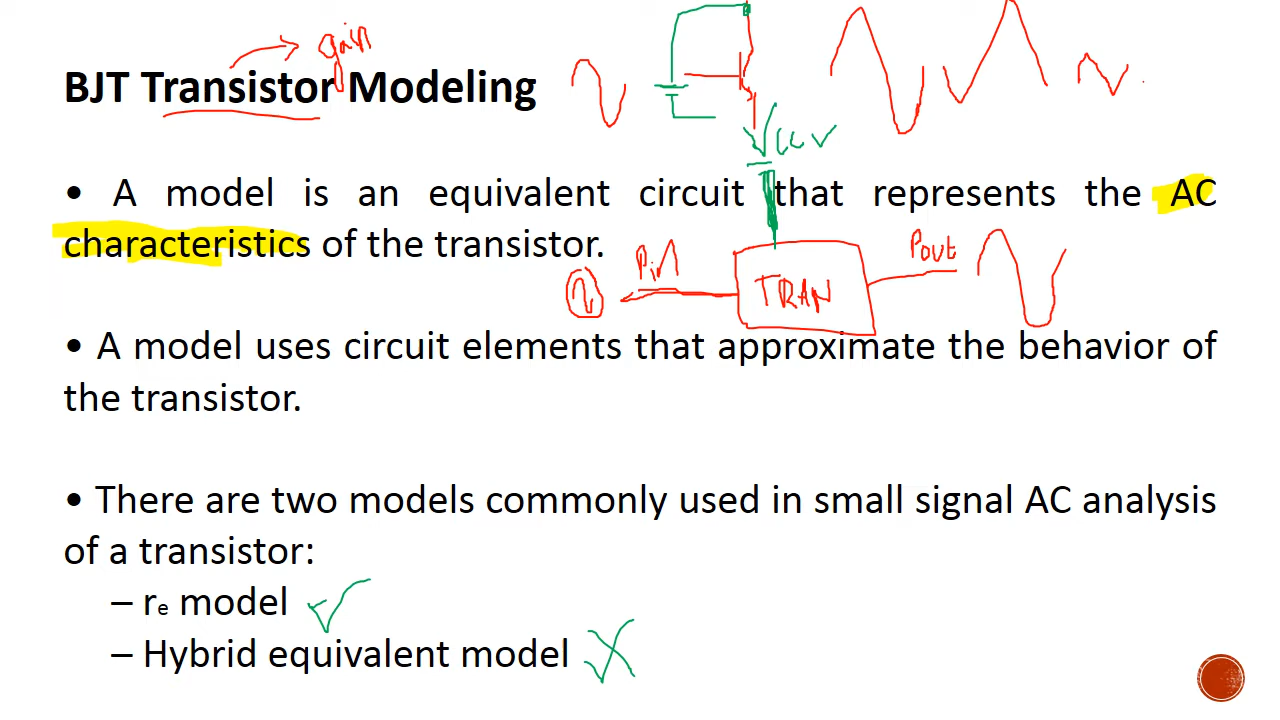 gain
BJT Transistor Modeling
VCC
• A model is an equivalent circuit that represents the AC
characteristics of the transistor.
Pin
TRAN
Pout
• A model uses circuit elements that approximate the behavior of
the transistor.
• There are two models commonly used in small signal AC analysis
of a transistor:
– re model
– Hybrid equivalent model